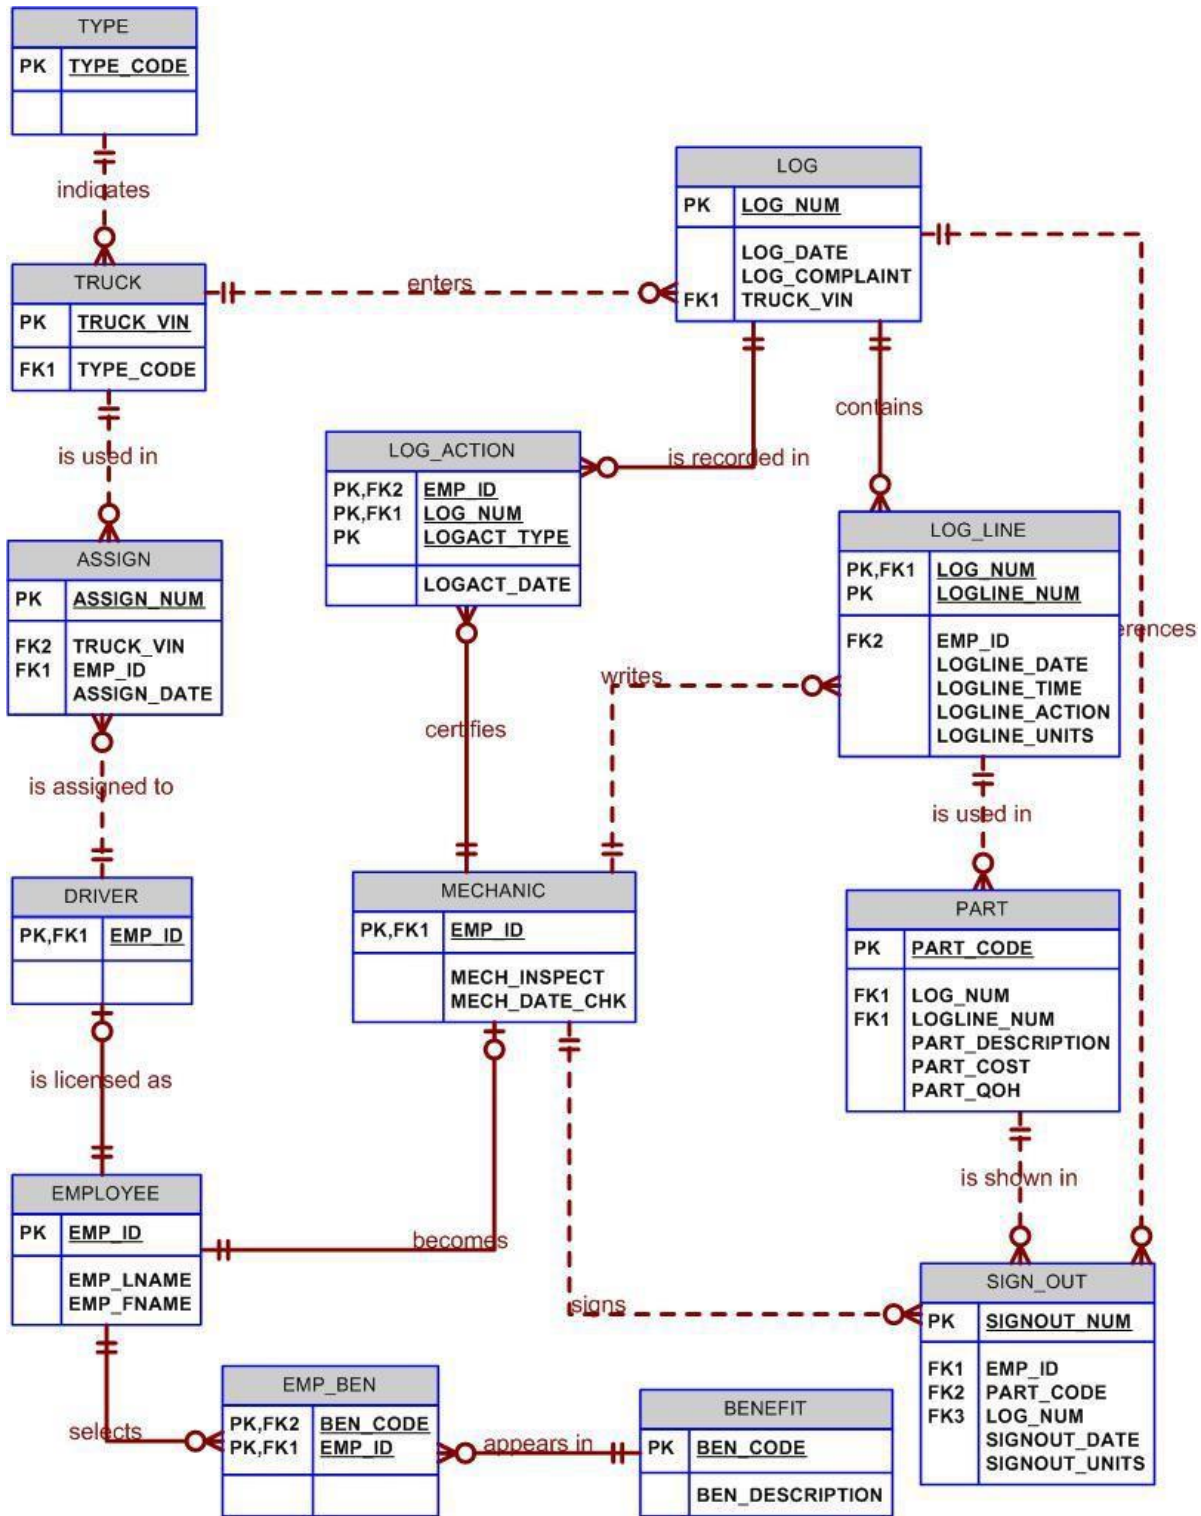 TYPE
PK TYPE_CODE
indicates
TRUCK
PK TRUCK_VIN
FK1 TYPE_CODE
is used in
ASSIGN
PK ASSIGN_NUM
FK2 TRUCK_VIN
FK1 EMP_ID
ASSIGN_DATE
is assigned to
DRIVER
PK,FK1 EMP_ID
is licensed as
EMPLOYEE
PK EMP_ID
EMP_LNAME
EMP_FNAME
selects
EMP_BEN
PK,FK2 BEN_CODE
PK,FK1 EMP_ID
appears in
BENEFIT
PK BEN_CODE
BEN_DESCRIPTION
enters
LOG
PK LOG_NUM
LOG_DATE
LOG_COMPLAINT
FK1 TRUCK_VIN
is recorded in
contains
LOG_ACTION
PK,FK2 EMP_ID
PK,FK1 LOG_NUM
PK LOGACT_TYPE
LOGACT_DATE
certifies
writes
MECHANIC
PK,FK1 EMP_ID
MECH_INSPECT
MECH_DATE_CHK
becomes
signs
LOG_LINE
PK,FK1 LOG_NUM
PK LOGLINE_NUM
FK2 EMP_ID
LOGLINE_DATE
LOGLINE_TIME
LOGLINE_ACTION
LOGLINE_UNITS
erences
is used in
PART
PK PART_CODE
FK1 LOG_NUM
FK1 LOGLINE_NUM
PART_DESCRIPTION
PART_COST
PART_QOH
is shown in
SIGN_OUT
PK SIGNOUT_NUM
FK1 EMP_ID
FK2 PART_CODE
FK3 LOG_NUM
SIGNOUT_DATE
SIGNOUT_UNITS